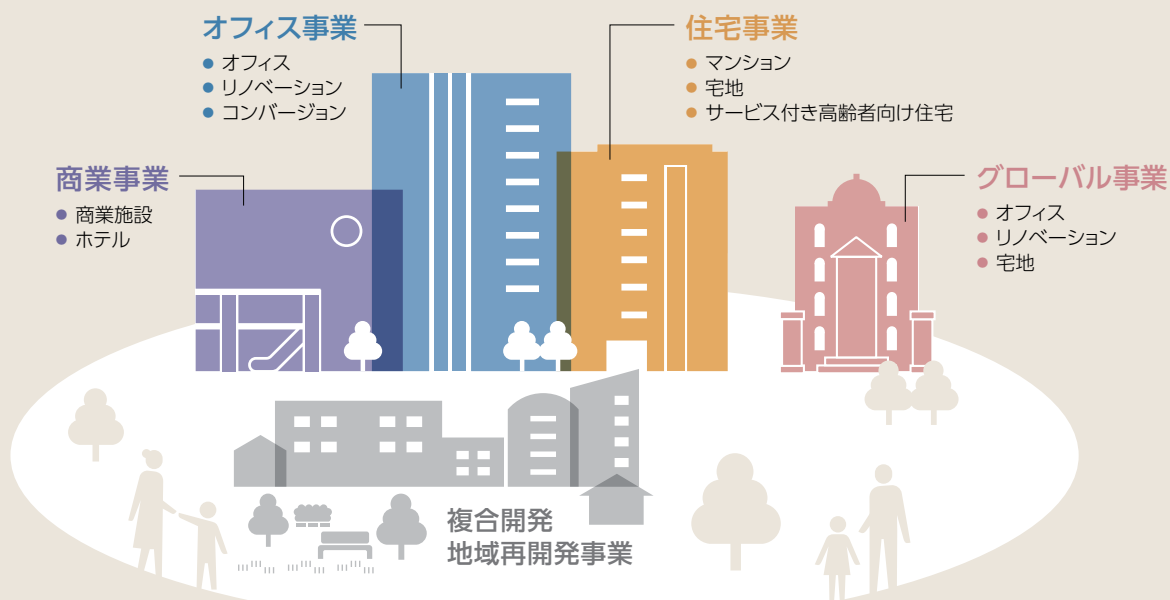 オフィス事業
オフィス
リノベーション
コンバージョン
住宅事業
マンション
宅地
サービス付き高齢者向け住宅
商業事業
商業施設
ホテル
グローバル事業
オフィス
リノベーション
宅地
複合開発
地域再開発事業